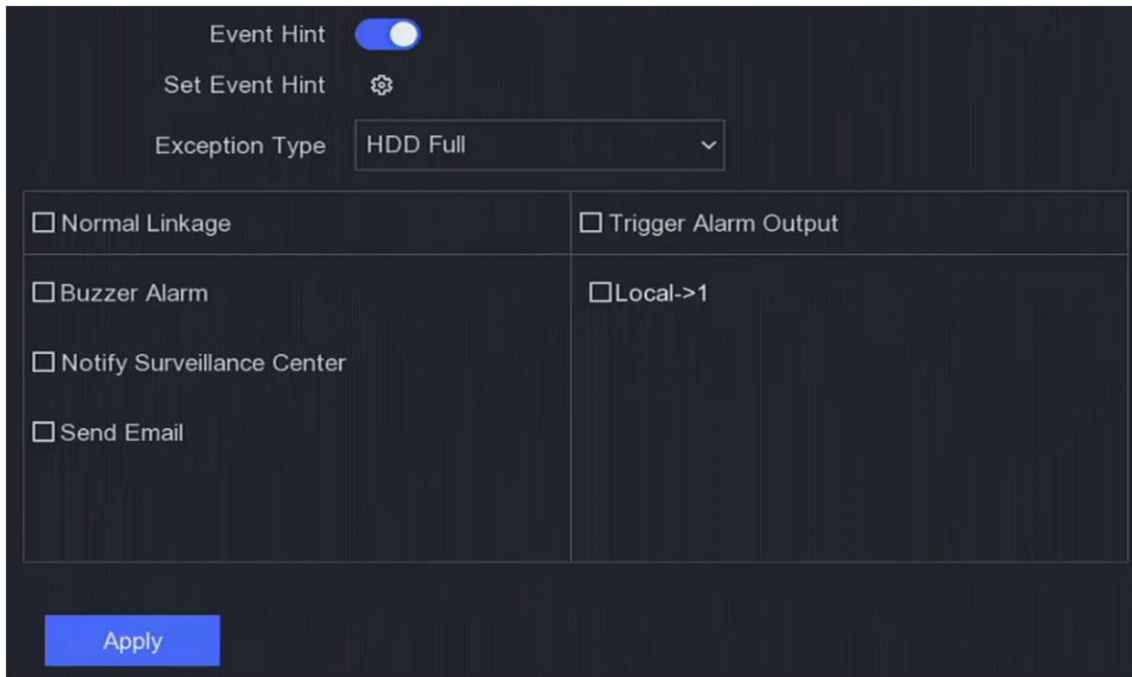 Event Hint
Set Event Hint
Exception Type HDD Full
Normal Linkage Trigger Alarm Output
Buzzer Alarm Local->1
Notify Surveillance Center
Send Email
Apply